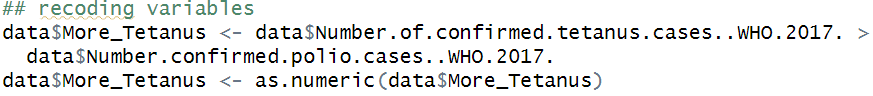 ## recoding variables
data$More_Tetanus <- data$Number.of.confirmed.tetanus.cases..WHO.2017. >
  data$Number.confirmed.polio.cases..WHO.2017.
data$More_Tetanus <- as.numeric(data$More_Tetanus)